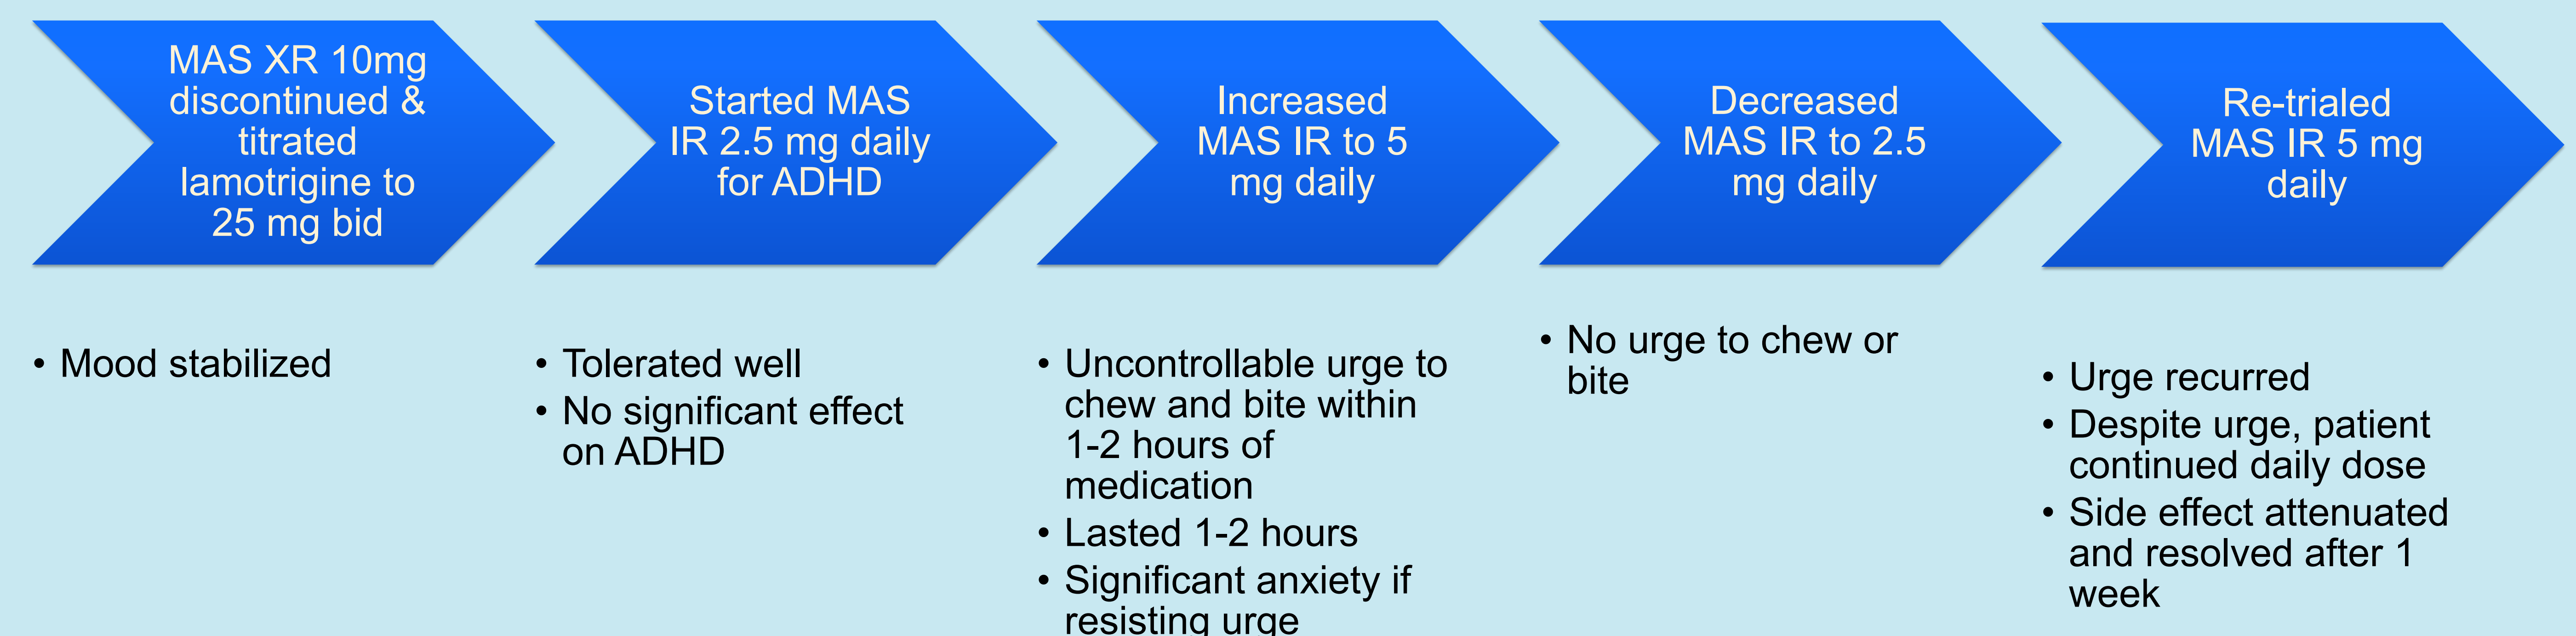 MAS XR 10mg
discontinued &
titrated
lamotrigine to
25 mg bid
• Mood stabilized
Started MAS
IR 2.5 mg daily
for ADHD
• Tolerated well
• No significant effect
on ADHD
Increased
MAS IR to 5
mg daily
• Uncontrollable urge to
chew and bite within
1-2 hours of
medication
• Lasted 1-2 hours
• Significant anxiety if
resisting urge
Decreased
MAS IR to 2.5
mg daily
• No urge to chew or
bite
Re-trialed
MAS IR 5 mg
daily
• Urge recurred
• Despite urge, patient
continued daily dose
• Side effect attenuated
and resolved after 1
week